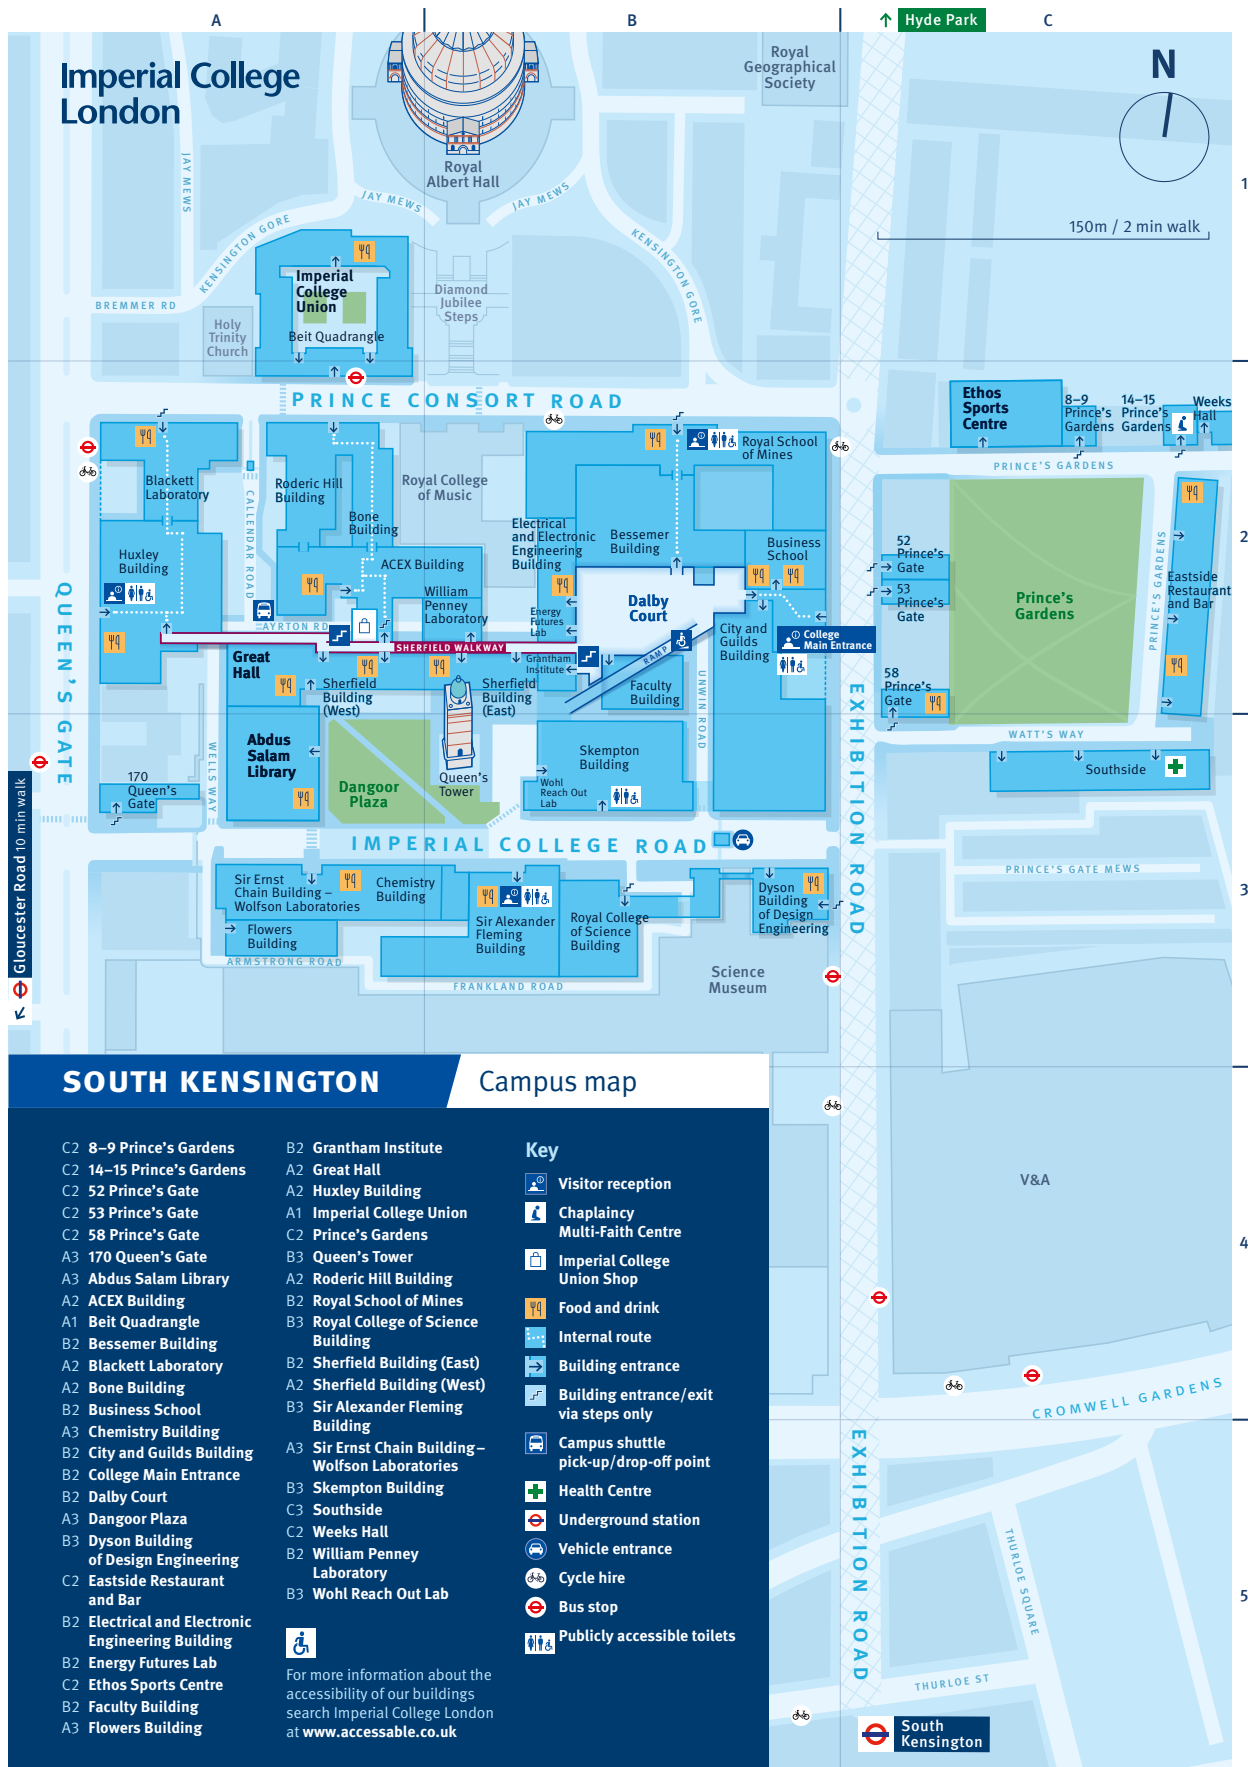 A
B
Hyde Park
C
Imperial College
London
Royal
Geographical
Society
N
Royal
Albert Hall
JAY MEWS
JAY MEWS
JAY MEWS
1
150m / 2 min walk
KENSINGTON GORE
KENSINGTON GORE
Imperial
College
Union
Beit Quadrangle
Diamond
Jubilee
Steps
BREMMER RD
Holy
Trinity
Church
PRINCE CONSORT ROAD
Ethos
Sports
Centre
8–9
Prince's
Gardens
14–15
Prince's
Gardens
Weeks
Hall
PRINCE'S GARDENS
Royal School
of Mines
Blackett
Laboratory
Roderic Hill
Building
Royal College
of Music
CALLENDAR ROAD
Bone
Building
Electrical
and Electronic
Engineering
Building
Bessemer
Building
Business
School
2
Huxley
Building
ACEX Building
52
Prince's
Gate
53
Prince's
Gate
PRINCE'S GARDENS
Eastside
Restaurant
and Bar
William
Penney
Laboratory
Dalby
Court
Prince's
Gardens
QUEEN'S GATE
AYRTON RD
Energy
Futures
Lab
City and
Guilds
Building
College
Main Entrance
SHERFIELD WALKWAY
RAMP
Great
Hall
Grantham
Institute
Sherfield
Building
(West)
Sherfield
Building
(East)
Faculty
Building
UNWIN ROAD
58
Prince's
Gate
EXHIBITION ROAD
WATT'S WAY
Abdus
Salam
Library
WELLS WAY
Skempton
Building
Southside
170
Queen's
Gate
Dangoor
Plaza
Queen's
Tower
Wohl
Reach Out
Lab
Gloucester Road 10 min walk
IMPERIAL COLLEGE ROAD
PRINCE'S GATE MEWS
3
Sir Ernst
Chain Building –
Wolfson Laboratories
Chemistry
Building
Dyson
Building
of Design
Engineering
Flowers
Building
Sir Alexander
Fleming
Building
Royal College
of Science
Building
ARMSTRONG ROAD
FRANKLAND ROAD
Science
Museum
SOUTH KENSINGTON
Campus map
C2 8–9 Prince's Gardens
C2 14–15 Prince's Gardens
C2 52 Prince's Gate
C2 53 Prince's Gate
C2 58 Prince's Gate
A3 170 Queen's Gate
A3 Abdus Salam Library
A2 ACEX Building
A1 Beit Quadrangle
B2 Bessemer Building
A2 Blackett Laboratory
A2 Bone Building
B2 Business School
A3 Chemistry Building
B2 City and Guilds Building
B2 College Main Entrance
B2 Dalby Court
A3 Dangoor Plaza
B3 Dyson Building
of Design Engineering
C2 Eastside Restaurant
and Bar
B2 Electrical and Electronic
Engineering Building
B2 Energy Futures Lab
C2 Ethos Sports Centre
B2 Faculty Building
A3 Flowers Building
B2 Grantham Institute
A2 Great Hall
A2 Huxley Building
A1 Imperial College Union
C2 Prince's Gardens
B3 Queen's Tower
A2 Roderic Hill Building
B2 Royal School of Mines
B3 Royal College of Science
Building
B2 Sherfield Building (East)
A2 Sherfield Building (West)
B3 Sir Alexander Fleming
Building
A3 Sir Ernst Chain Building–
Wolfson Laboratories
B3 Skempton Building
C3 Southside
C2 Weeks Hall
B2 William Penney
Laboratory
B3 Wohl Reach Out Lab
For more information about the
accessibility of our buildings
search Imperial College London
at www.accessable.co.uk
Key
Visitor reception
Chaplaincy
Multi-Faith Centre
Imperial College
Union Shop
Food and drink
Internal route
Building entrance
Building entrance/exit
via steps only
Campus shuttle
pick-up/drop-off point
Health Centre
Underground station
Vehicle entrance
Cycle hire
Bus stop
Publicly accessible toilets
V&A
4
CROMWELL GARDENS
EXHIBITION ROAD
THURLOE SQUARE
5
THURLOE ST
South
Kensington